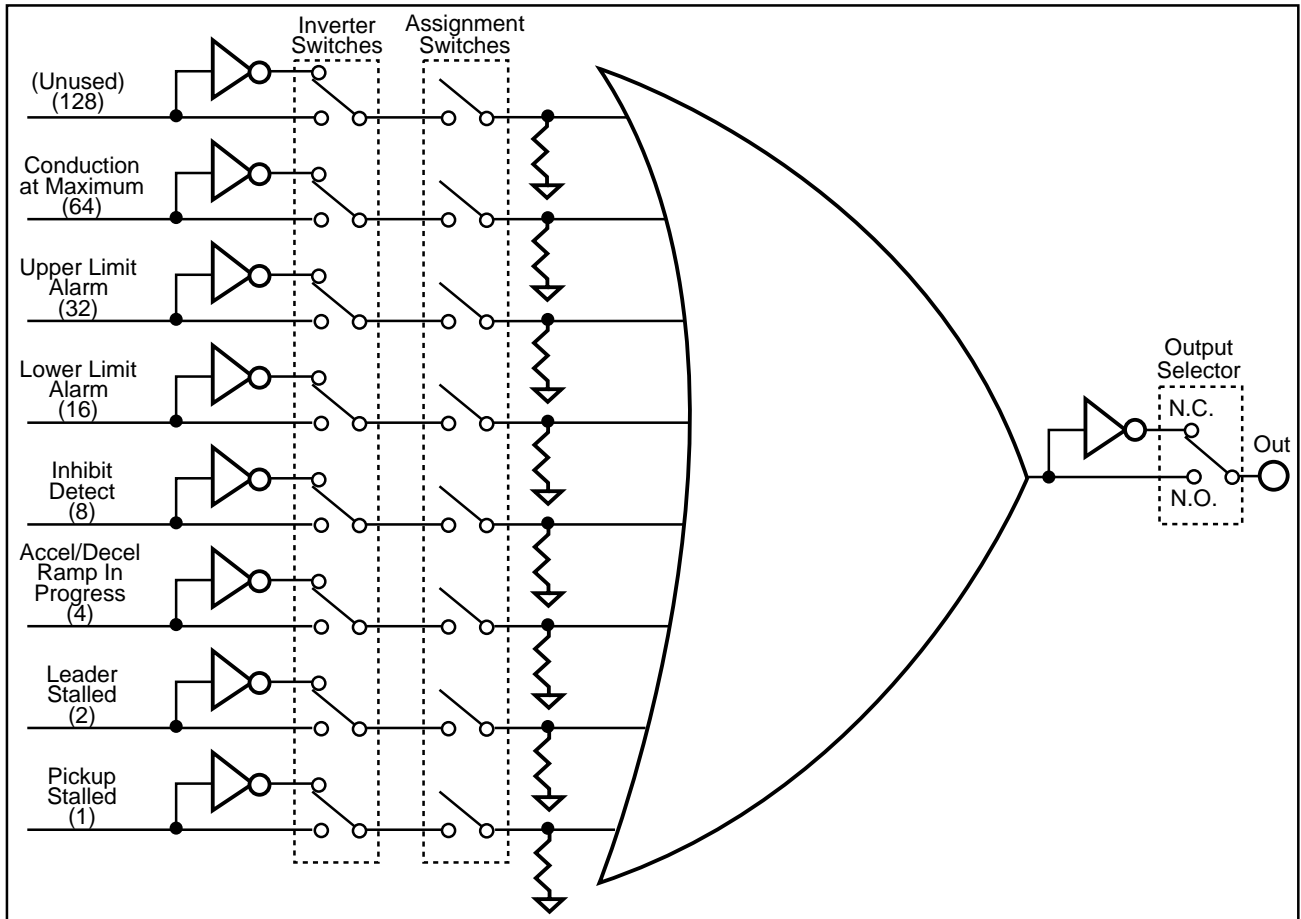 Inverter
Switches
Assignment
Switches
(Unused)
(128)
Conduction
at Maximum
(64)
Upper Limit
Alarm
(32)
Lower Limit
Alarm
(16)
Inhibit
Detect
(8)
Accel/Decel
Ramp In
Progress
(4)
Leader
Stalled
(2)
Pickup
Stalled
(1)
Output
Selector
N.C.
N.O.
Out